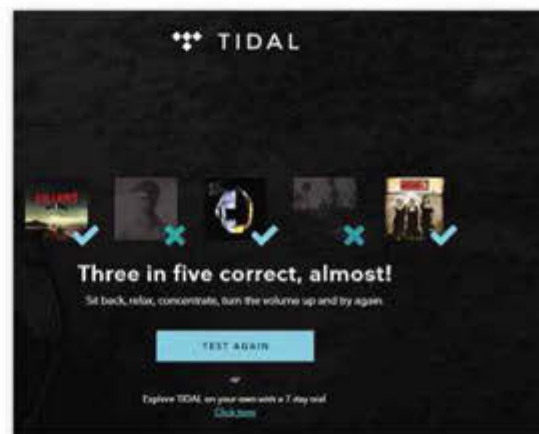 TIDAL
KILLERS
Three in five correct, almost!
Sit back, relax, concentrate, turn the volume up and try again.
TEST AGAIN
or
Explore TIDAL on your own with a 7 day trial
Click here